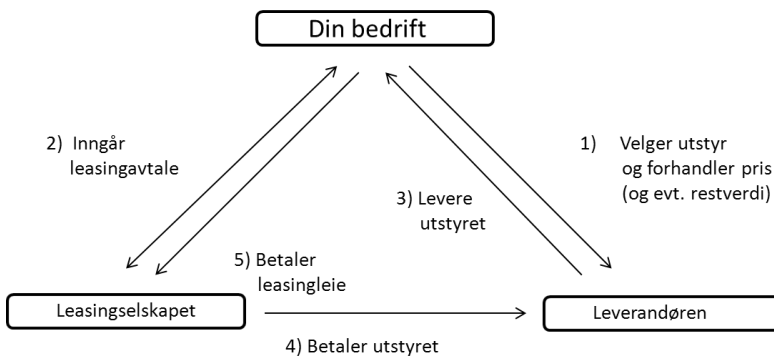 Din bedrift
2) Inngår
leasingavtale
1) Velger utstyr
og forhandler pris
(og evt. restverdi)
3) Levere
utstyret
5) Betaler
leasingleie
Leasingselskapet
Leverandøren
4) Betaler utstyret